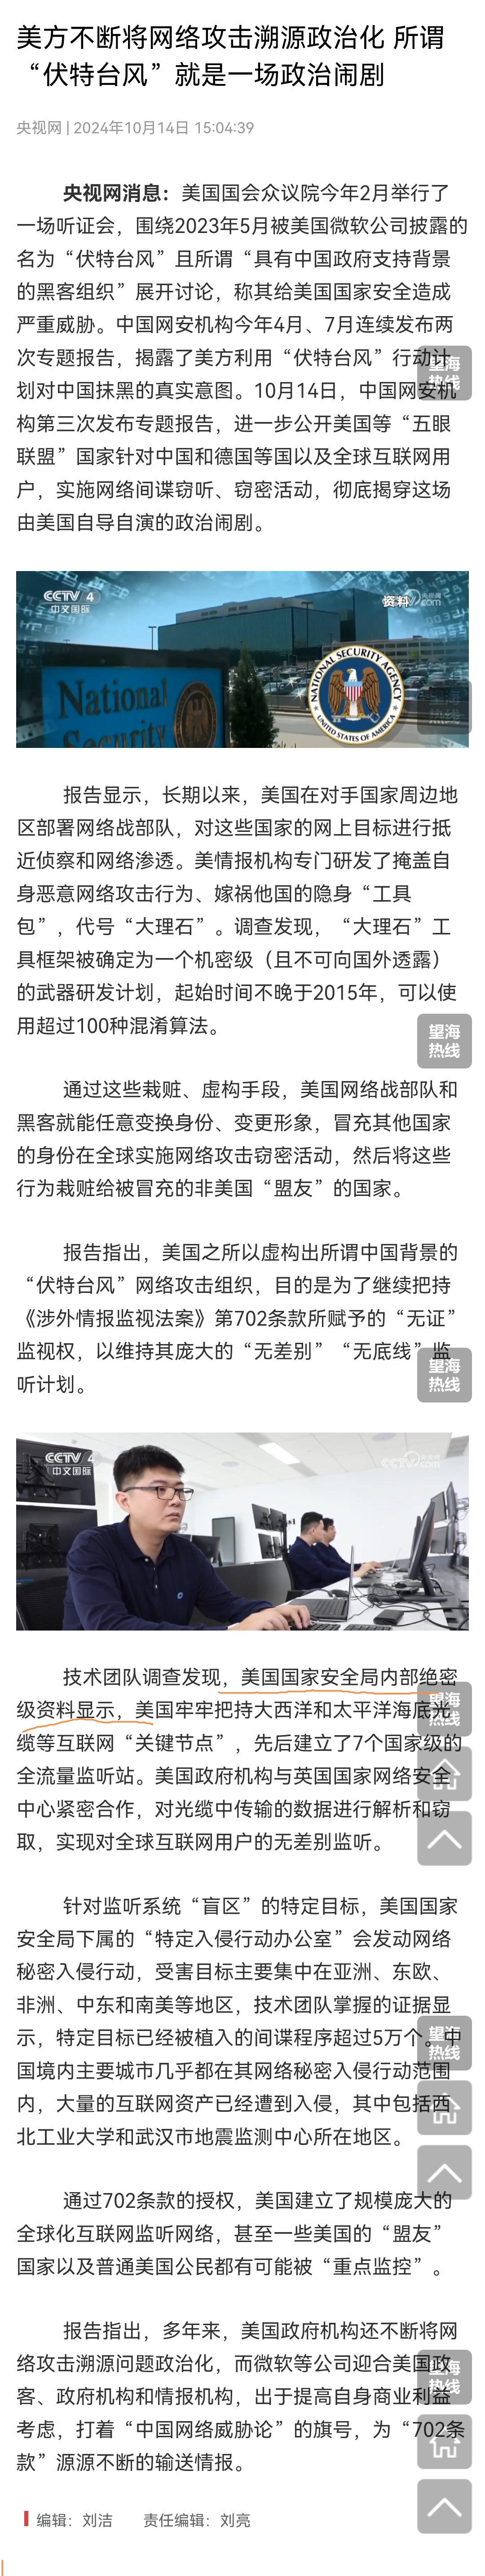 美方不断将网络攻击溯源政治化 所谓
“伏特台风”就是一场政治闹剧
央视网 | 2024年10月14日 15:04:39
央视网消息：美国国会众议院今年2月举行了
一场听证会，围绕2023年5月被美国微软公司披露的
名为“伏特台风”且所谓“具有中国政府支持背景
的黑客组织”展开讨论，称其给美国国家安全造成
严重威胁。中国网安机构今年4月、7月连续发布两
次专题报告，揭露了美方利用“伏特台风”行动计
划对中国抹黑的真实意图。10月14日，中国网安机
构第三次发布专题报告，进一步公开美国等“五眼
联盟”国家针对中国和德国等国以及全球互联网用
户，实施网络间谍窃听、窃密活动，彻底揭穿这场
由美国自导自演的政治闹剧。
望海
热线
CCTV 4
中文国际
资料
National
Security
NATIONAL SECURITY AGENCY
UNITED STATES OF AMERICA
报告显示，长期以来，美国在对手国家周边地
区部署网络战部队，对这些国家的网上目标进行抵
近侦察和网络渗透。美情报机构专门研发了掩盖自
身恶意网络攻击行为、嫁祸他国的隐身“工具
包”，代号“大理石”。调查发现，“大理石”工
具框架被确定为一个机密级（且不可向国外透露）
的武器研发计划，起始时间不晚于2015年，可以使
用超过100种混淆算法。
望海
热线
通过这些栽赃、虚构手段，美国网络战部队和
黑客就能任意变换身份、变更形象，冒充其他国家
的身份在全球实施网络攻击窃密活动，然后将这些
行为栽赃给被冒充的非美国“盟友”的国家。
报告指出，美国之所以虚构出所谓中国背景的
“伏特台风”网络攻击组织，目的是为了继续把持
《涉外情报监视法案》第702条款所赋予的“无证”
监视权，以维持其庞大的“无差别”“无底线”监
听计划。
望海
热线
CCTV 4
中文国际
CCTV.com
技术团队调查发现，美国国家安全局内部绝密
级资料显示，美国牢牢把持大西洋和太平洋海底光
缆等互联网“关键节点”，先后建立了7个国家级的
全流量监听站。美国政府机构与英国国家网络安全
中心紧密合作，对光缆中传输的数据进行解析和窃
取，实现对全球互联网用户的无差别监听。
望海
热线
针对监听系统“盲区”的特定目标，美国国家
安全局下属的“特定入侵行动办公室”会发动网络
秘密入侵行动，受害目标主要集中在亚洲、东欧、
非洲、中东和南美等地区，技术团队掌握的证据显
示，特定目标已经被植入的间谍程序超过5万个。中
国境内主要城市几乎都在其网络秘密入侵行动范围
内，大量的互联网资产已经遭到入侵，其中包括西
北工业大学和武汉市地震监测中心所在地区。
望海
热线
通过702条款的授权，美国建立了规模庞大的
全球化互联网监听网络，甚至一些美国的“盟友”
国家以及普通美国公民都有可能被“重点监控”。
报告指出，多年来，美国政府机构还不断将网
络攻击溯源问题政治化，而微软等公司迎合美国政
客、政府机构和情报机构，出于提高自身商业利益
考虑，打着“中国网络威胁论”的旗号，为“702条
款”源源不断的输送情报。
望海
热线
编辑：刘洁 责任编辑：刘亮